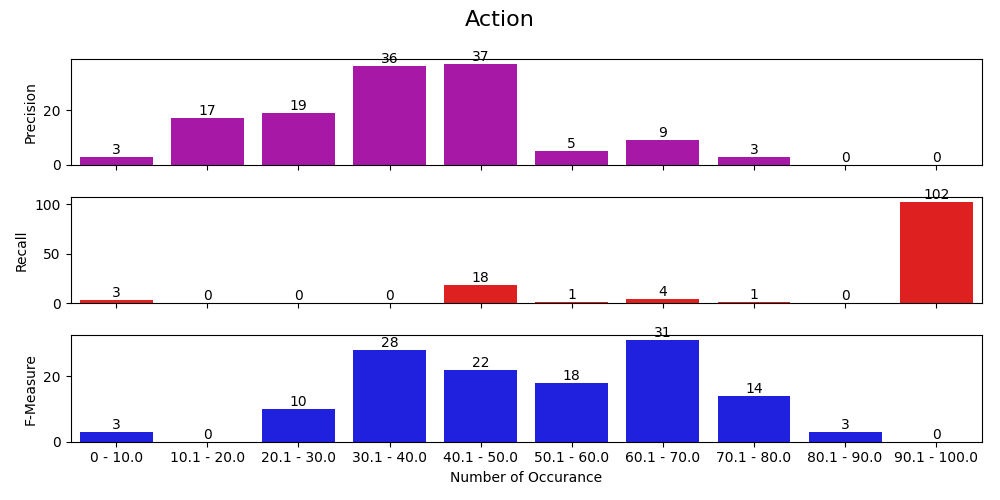 Action
Precision
20
0
3 17 19 36 37 5 9 3 0 0
Recall
100
50
0
3 0 0 0 18 1 4 1 0 102
F-Measure
20
0
3 0 10 28 22 18 31 14 3 0
0 - 10.0 10.1 - 20.0 20.1 - 30.0 30.1 - 40.0 40.1 - 50.0 50.1 - 60.0 60.1 - 70.0 70.1 - 80.0 80.1 - 90.0 90.1 - 100.0
Number of Occurance